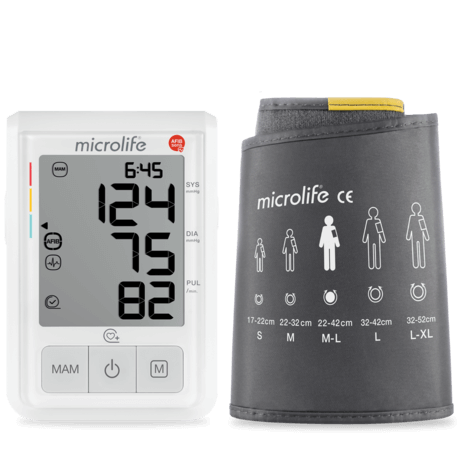 microlife®
AFIB
MAM
6:45
124
SYS
mmHg
AFIB
75
DIA
mmHg
82
PUL
/min.
MAM
M
microlife CE
17-22cm
22-32cm
22-42cm
32-42cm
32-52cm
S
M
M-L
L
L-XL